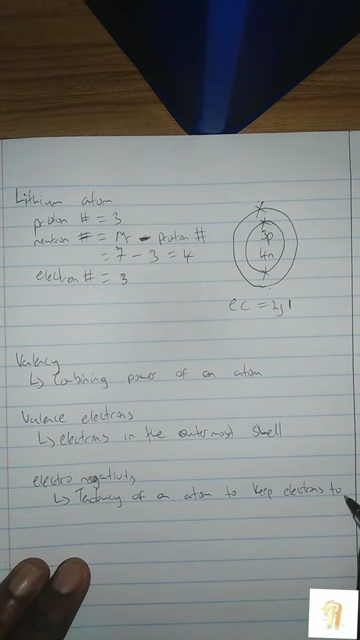 Lithium atom
proton # = 3
neutron # = Mr - proton #
= 7 - 3 = 4
electron # = 3
3p
4n
ec = 2,1
Valency
↳ Combining power of an atom
Valence electrons
↳ electrons in the outermost shell
electro negativity
↳ Tendency of an atom to keep electrons to